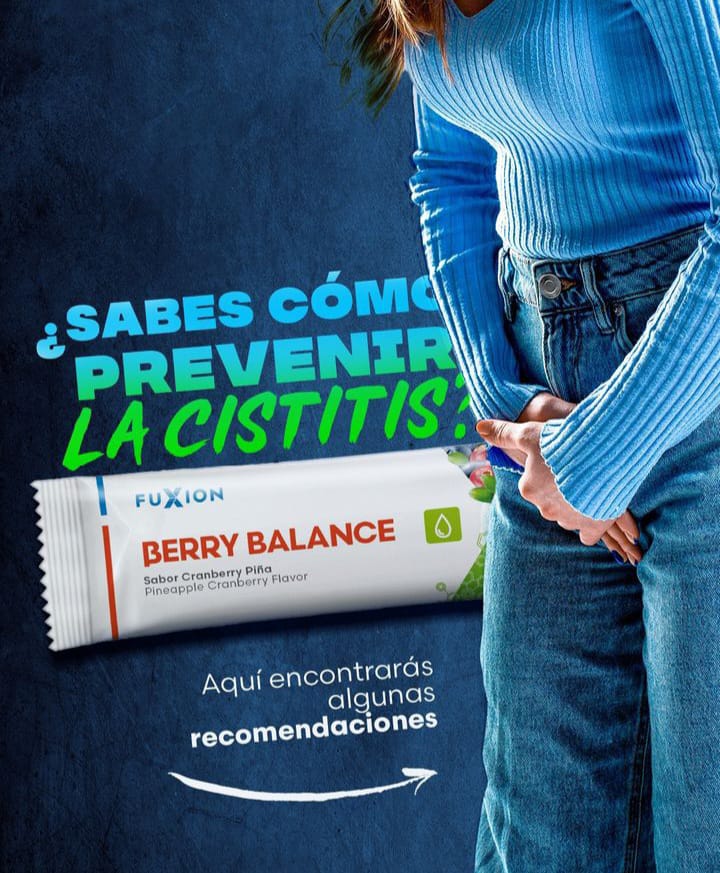 ¿SABES CÓMO
PREVENIR
LA CISTITIS?
FUXION
BERRY BALANCE
Sabor Cranberry Piña
Pineapple Cranberry Flavor
Aquí encontrarás
algunas
recomendaciones